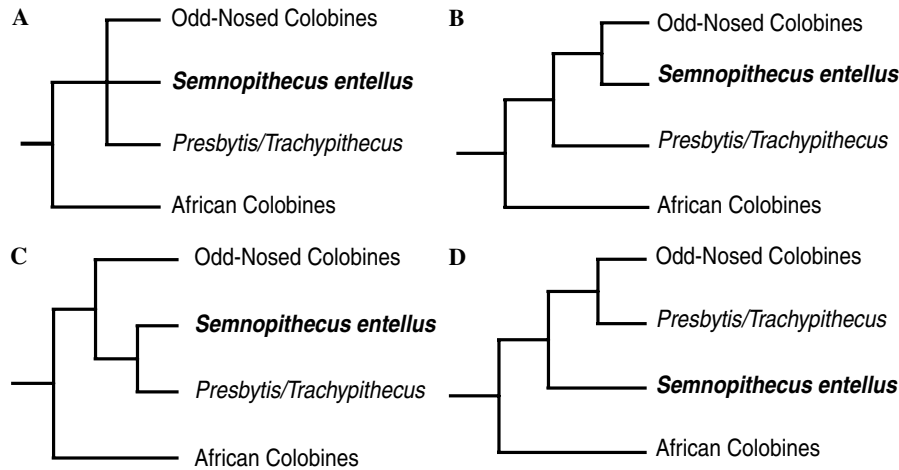 A
Odd-Nosed Colobines
Semnopithecus entellus
Presbytis/Trachypithecus
African Colobines
B
Odd-Nosed Colobines
Semnopithecus entellus
Presbytis/Trachypithecus
African Colobines
C
Odd-Nosed Colobines
Semnopithecus entellus
Presbytis/Trachypithecus
African Colobines
D
Odd-Nosed Colobines
Presbytis/Trachypithecus
Semnopithecus entellus
African Colobines